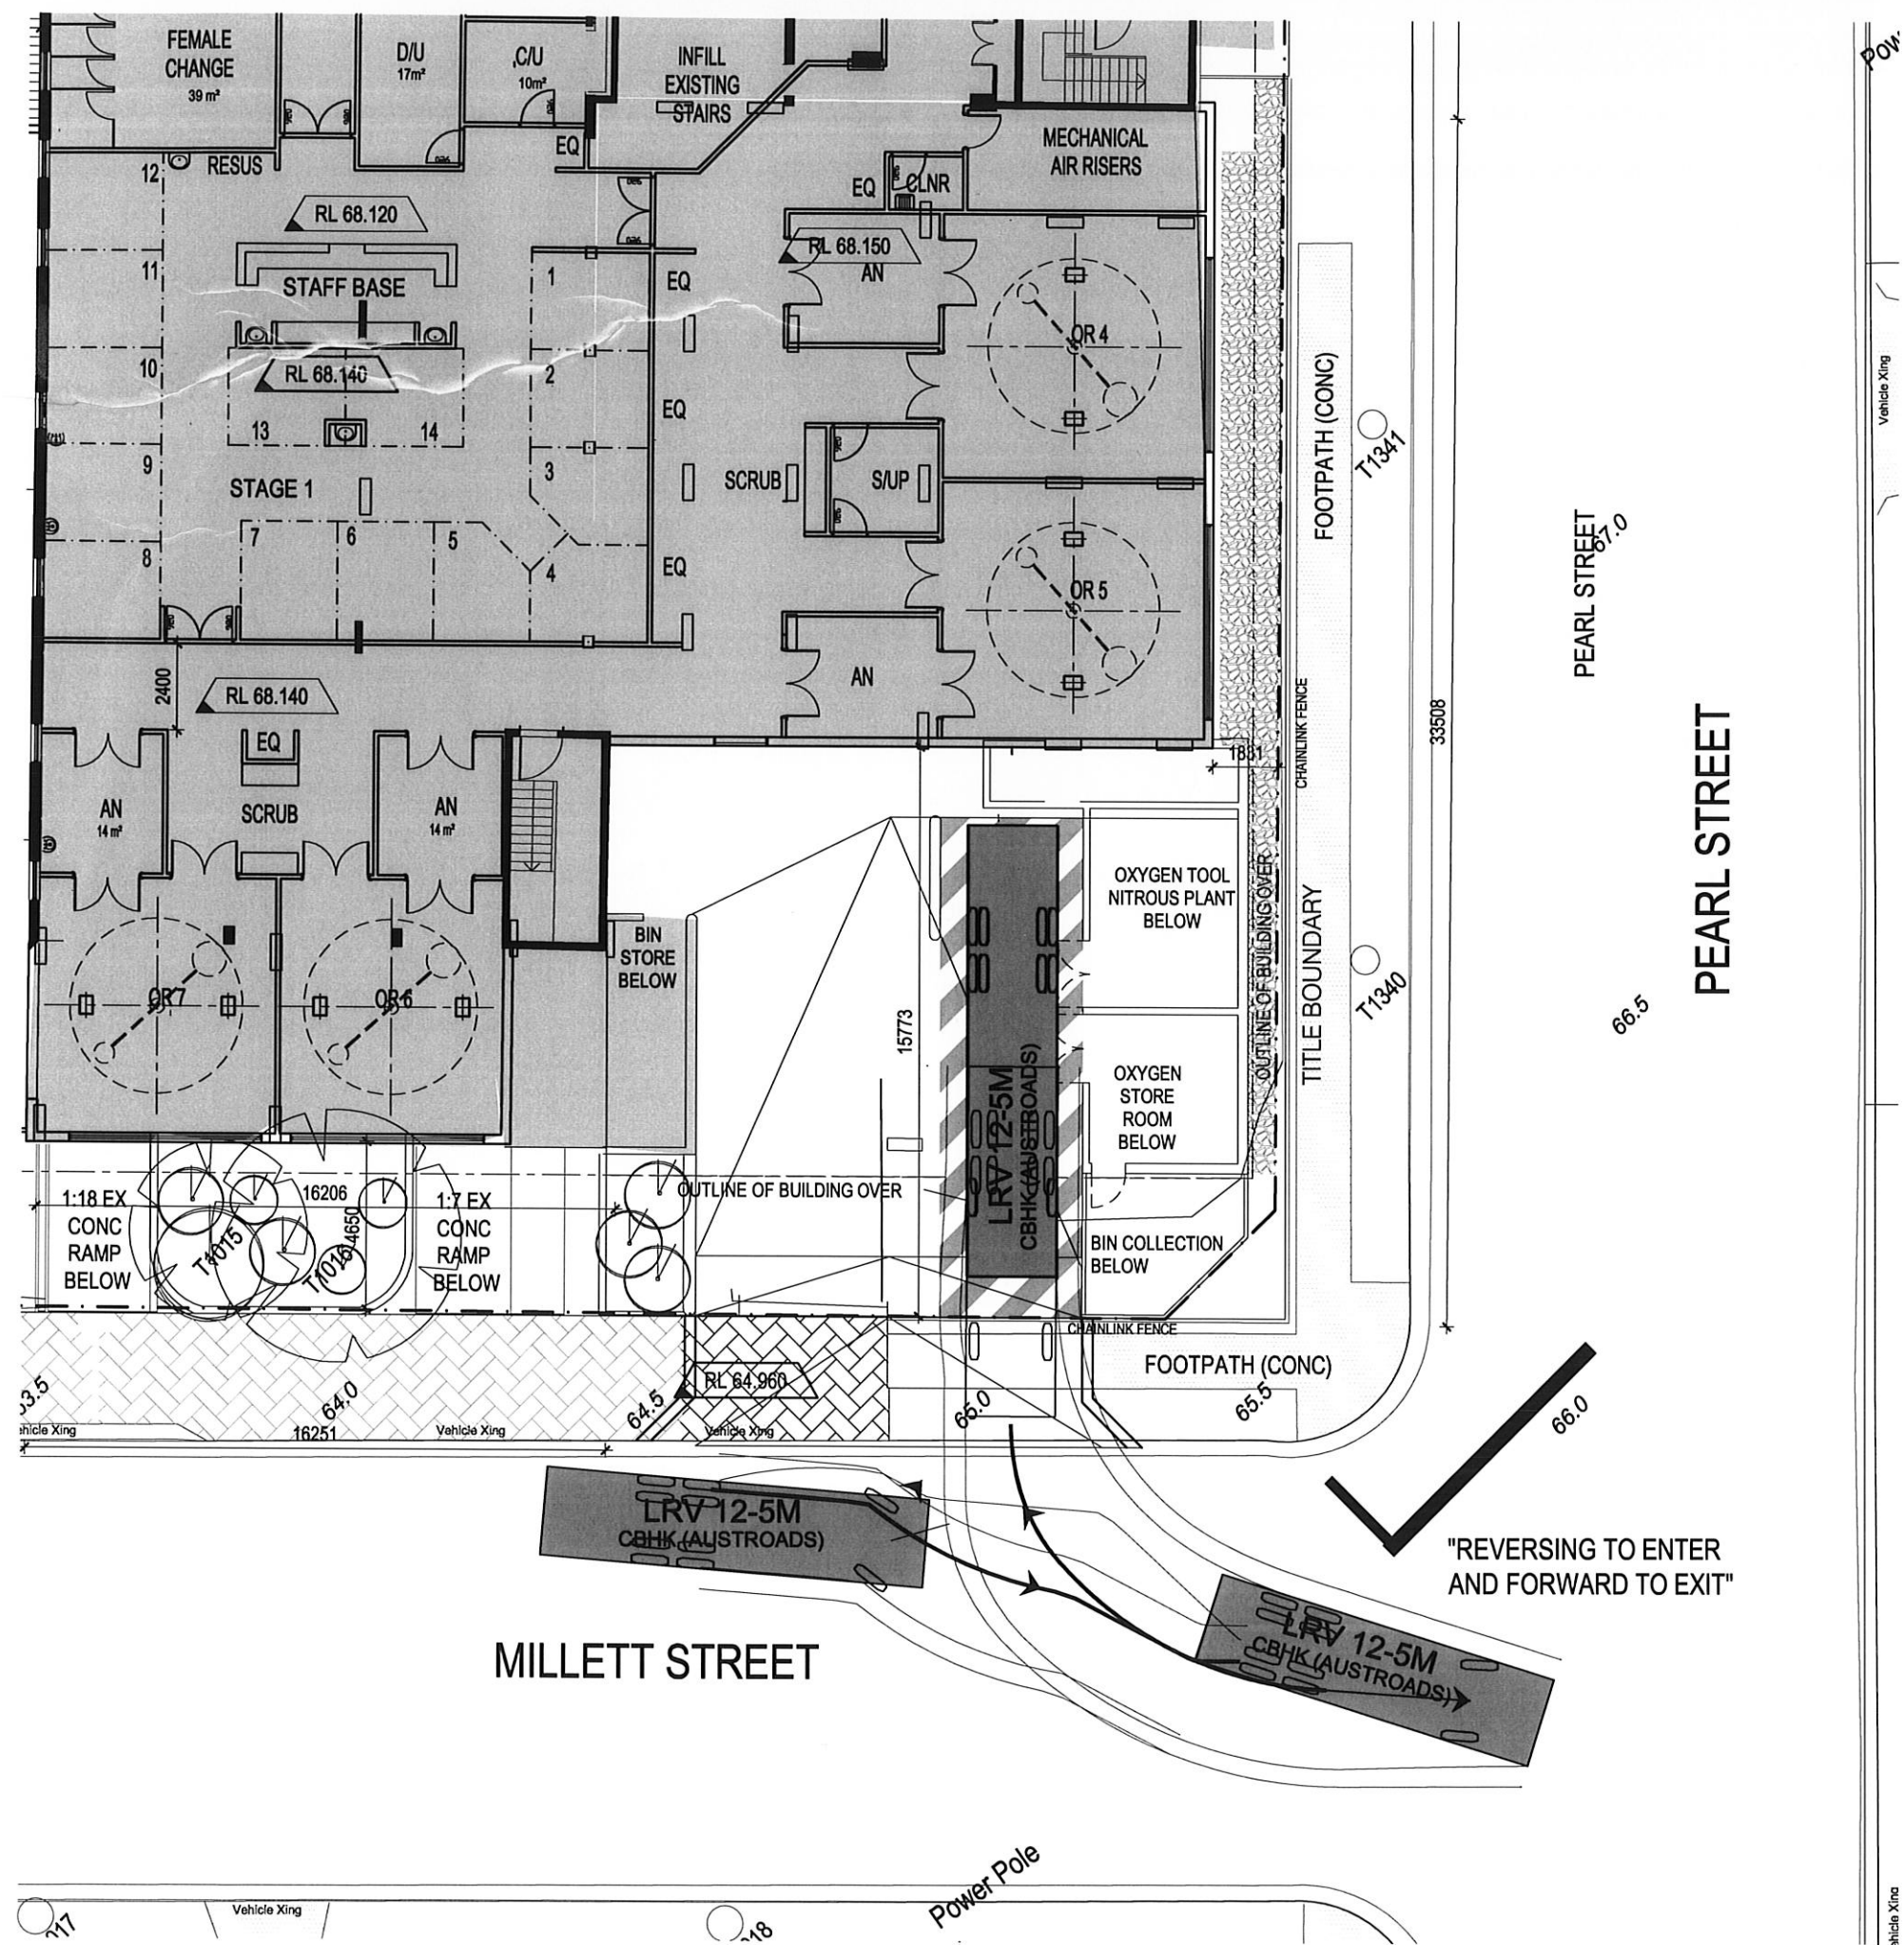 FEMALE
CHANGE
39 m²
D/U
17m²
C/U
10m²
INFILL
EXISTING
STAIRS
EQ
MECHANICAL
AIR RISERS
12
RESUS
EQ
CLNR
RL 68.120
RL 68.150
AN
11
STAFF BASE
1
EQ
OR 4
10
RL 68.140
2
EQ
13
14
9
STAGE 1
3
SCRUB
S/UP
8
7
6
5
4
EQ
OR 5
2400
RL 68.140
AN
EQ
AN
14 m²
SCRUB
AN
14 m²
OR7
OR6
BIN
STORE
BELOW
15773
1831
CHAINLINK FENCE
OXYGEN TOOL
NITROUS PLANT
BELOW
OXYGEN
STORE
ROOM
BELOW
OUTLINE OF BUILDING OVER
TITLE BOUNDARY
FOOTPATH (CONC)
T1341
T1340
33508
PEARL STREET
67.0
PEARL STREET
66.5
Vehicle Xing
LRV 12-5M
CBHK (AUSTROADS)
1:18 EX
CONC
RAMP
BELOW
T1015
T1016
16206
1:7 EX
CONC
RAMP
BELOW
OUTLINE OF BUILDING OVER
BIN COLLECTION
BELOW
CHAINLINK FENCE
FOOTPATH (CONC)
RL 64.960
64.0
64.5
65.0
65.5
66.0
16251
Vehicle Xing
Vehicle Xing
LRV 12-5M
CBHK (AUSTROADS)
"REVERSING TO ENTER
AND FORWARD TO EXIT"
LRV 12-5M
CBHK (AUSTROADS)
MILLETT STREET
Power Pole
Vehicle Xing